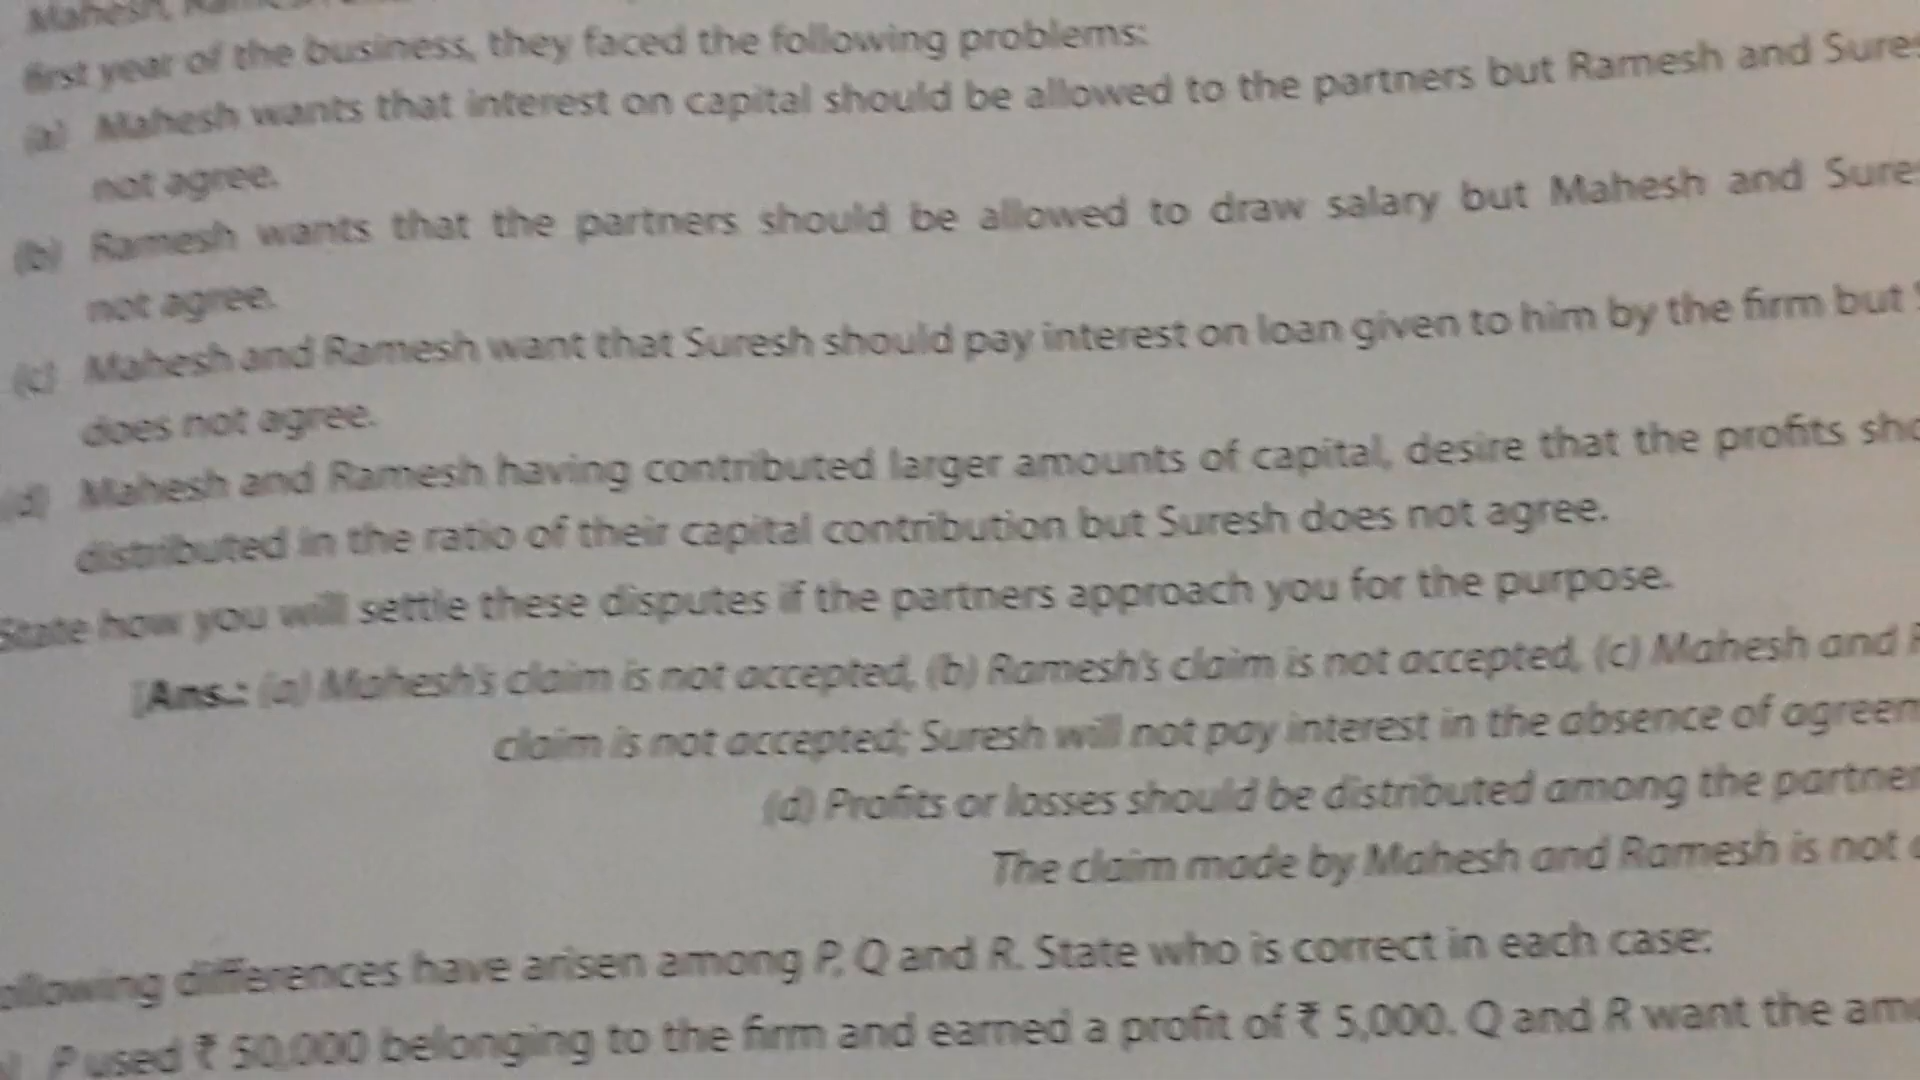 Mahesh,
first year of the business, they faced the following problems:
(a) Mahesh wants that interest on capital should be allowed to the partners but Ramesh and Sures
not agree.
(b) Ramesh wants that the partners should be allowed to draw salary but Mahesh and Sures
not agree.
(c) Mahesh and Ramesh want that Suresh should pay interest on loan given to him by the firm but
does not agree.
(d) Mahesh and Ramesh having contributed larger amounts of capital, desire that the profits sho
distributed in the ratio of their capital contribution but Suresh does not agree.
State how you will settle these disputes if the partners approach you for the purpose.
[Ans.: (a) Mahesh's claim is not accepted, (b) Ramesh's claim is not accepted, (c) Mahesh and R
claim is not accepted; Suresh will not pay interest in the absence of agreem
(d) Profits or losses should be distributed among the partner
The claim made by Mahesh and Ramesh is not
ollowing differences have arisen among P, Q and R. State who is correct in each case:
P used ₹ 50,000 belonging to the firm and earned a profit of ₹ 5,000. Q and R want the amo